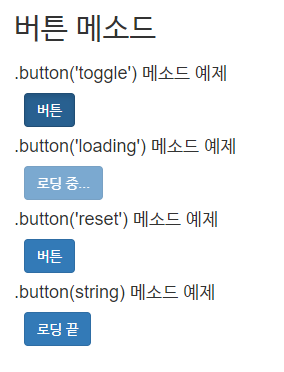 버튼 메소드
.button('toggle') 메소드 예제
버튼
.button('loading') 메소드 예제
로딩 중...
.button('reset') 메소드 예제
버튼
.button(string) 메소드 예제
로딩 끝